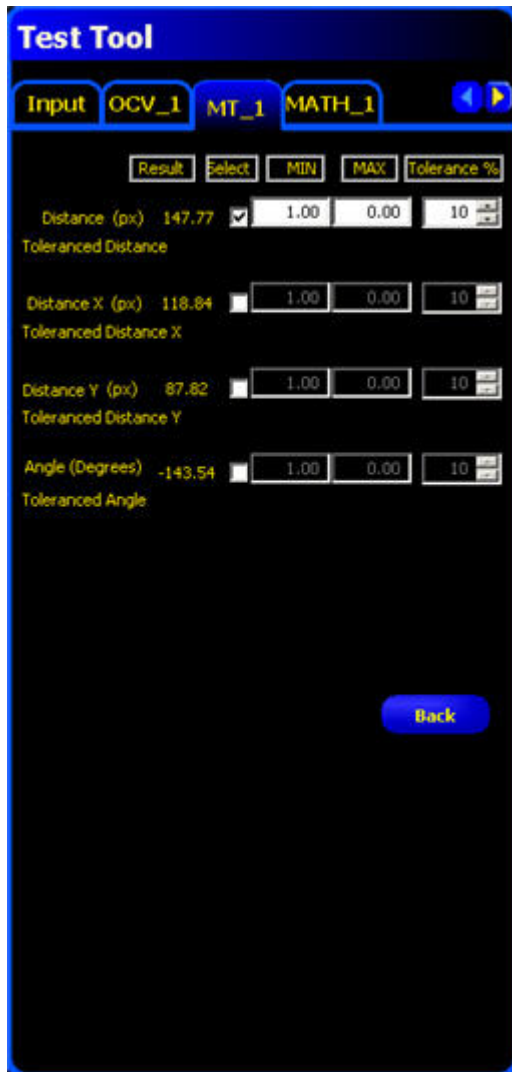 Test Tool
Input OCV_1 MT_1 MATH_1
Result Select MIN MAX Tolerance %
Distance (px) 147.77 1.00 0.00 10
Toleranced Distance
Distance X (px) 118.84 1.00 0.00 10
Toleranced Distance X
Distance Y (px) 87.82 1.00 0.00 10
Toleranced Distance Y
Angle (Degrees) -143.54 1.00 0.00 10
Toleranced Angle
Back